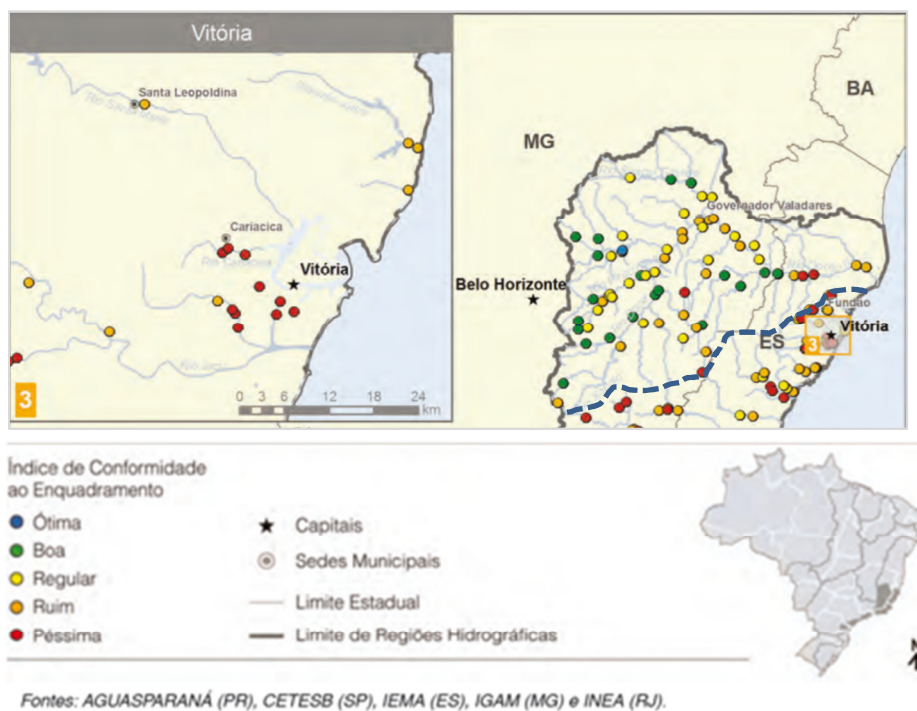 Vitória
Santa Leopoldina
Cariacica
Vitória
Rio Jucu
3
0 3 6 12 18 24
km
BA
MG
Governador Valadares
Belo Horizonte
Fundão
Vitória
ES
3
Índice de Conformidade
ao Enquadramento
Ótima
Boa
Regular
Ruim
Péssima
Capitais
Sedes Municipais
Limite Estadual
Limite de Regiões Hidrográficas
N
Fontes: AGUASPARANÁ (PR), CETESB (SP), IEMA (ES), IGAM (MG) e INEA (RJ).